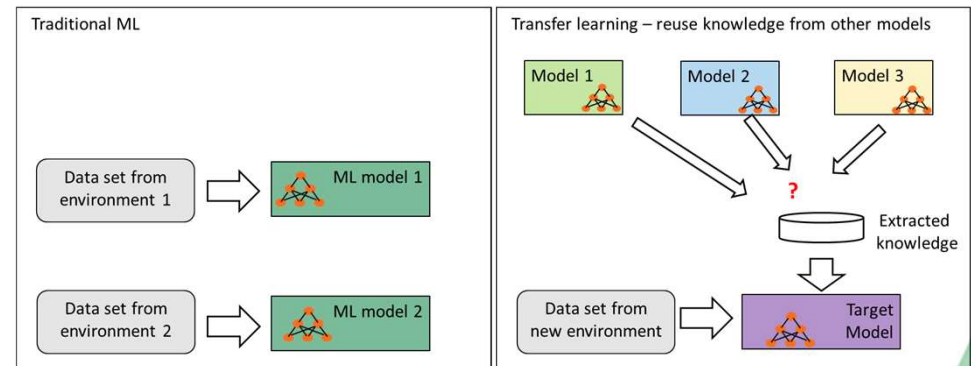 Traditional ML
Data set from
environment 1
ML model 1
Data set from
environment 2
ML model 2
Transfer learning – reuse knowledge from other models
Model 1
Model 2
Model 3
?
Extracted
knowledge
Data set from
new environment
Target
Model